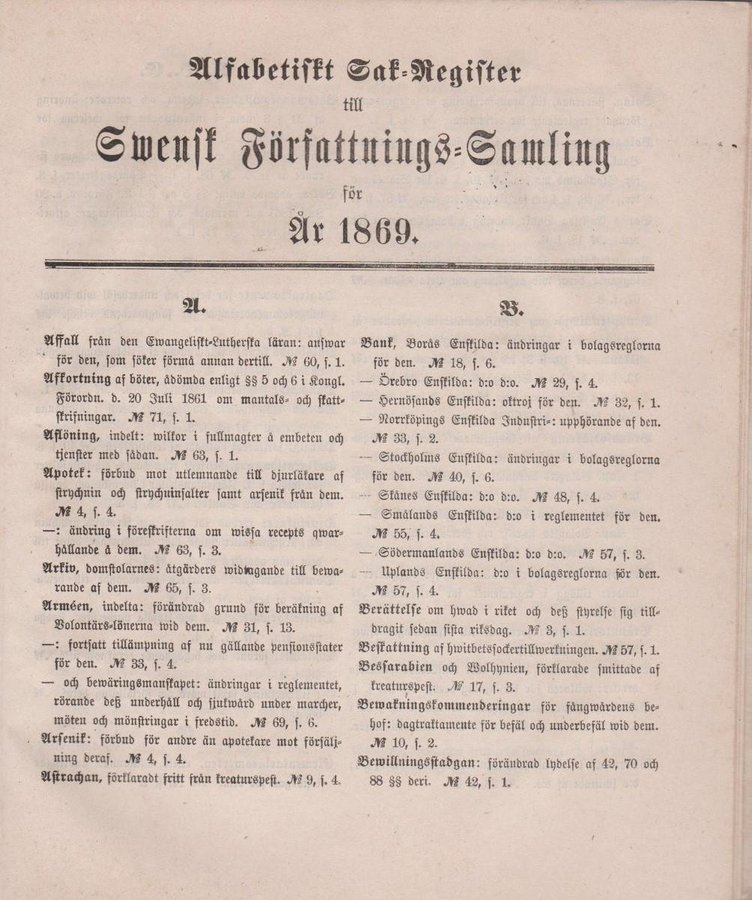 Alfabetiskt Sak-Register
till
Swensk Författnings-Samling
för
År 1869.
A.
Affall från den Ewangeliskt-Lutherska läran: answar
för den, som söker förmå annan dertill. № 60, s. 1.
Afkortning af böter, ådömda enligt §§ 5 och 6 i Kongl.
Förordn. d. 20 Juli 1861 om mantals- och skatt-
skrifningar. № 71, s. 1.
Aflöning, indelt: wilkor i fullmagter å embeten och
tjenster med sådan. № 63, s. 1.
Apotek: förbud mot utlemnande till djurläkare af
strychnin och strychninsalter samt arsenik från dem.
№ 4, s. 4.
—: ändring i föreskrifterna om wissa recepts qwar-
hållande å dem. № 63, s. 3.
Arkiv, domstolarnes: åtgärders widtagande till bewa-
rande af dem. № 65, s. 3.
Arméen, indelta: förändrad grund för beräkning af
Volontärs-lönerna wid dem. № 31, s. 13.
—: fortsatt tillämpning af nu gällande pensionsstater
för den. № 33, s. 4.
— och bewäringsmanskapet: ändringar i reglementet,
rörande deß underhåll och sjukwård under marcher,
möten och mönstringar i fredstid. № 69, s. 6.
Arsenik: förbud för andre än apotekare mot försälj-
ning deraf. № 4, s. 4.
Astrachan, förklaradt fritt från kreaturspest. № 9, s. 4.
B.
Bank, Borås Enskilda: ändringar i bolagsreglorna
för den. № 18, s. 6.
— Örebro Enskilda: d:o d:o. № 29, s. 4.
— Hernösands Enskilda: oktroj för den. № 32, s. 1.
— Norrköpings Enskilda Industri-: upphörande af den.
№ 33, s. 2.
— Stockholms Enskilda: ändringar i bolagsreglorna
för den. № 40, s. 6.
— Skånes Enskilda: d:o d:o. № 48, s. 4.
— Smålands Enskilda: d:o i reglementet för den.
№ 55, s. 4.
— Södermanlands Enskilda: d:o d:o. № 57, s. 3.
— Uplands Enskilda: d:o i bolagsreglorna för den.
№ 57, s. 4.
Berättelse om hwad i riket och deß styrelse sig till-
dragit sedan sista riksdag. № 3, s. 1.
Beskattning af hwitbetssockertillwerkningen. № 57, s. 1.
Bessarabien och Wolhynien, förklarade smittade af
kreaturspest. № 17, s. 3.
Bewakningskommenderingar för fångwårdens be-
hof: dagtraktamente för befäl och underbefäl wid dem.
№ 10, s. 2.
Bewillningsstadgan: förändrad lydelse af 42, 70 och
88 §§ deri. № 42, s. 1.